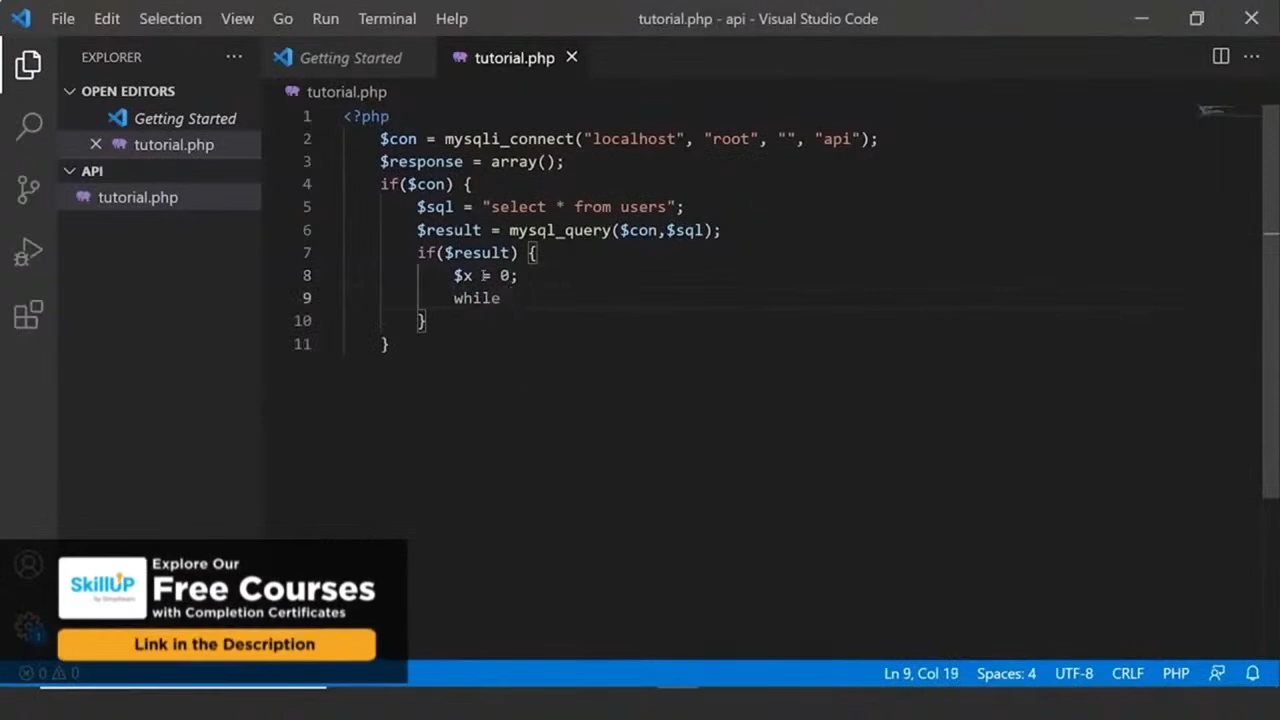 File Edit Selection View Go Run Terminal Help tutorial.php - api - Visual Studio Code
EXPLORER
Getting Started
tutorial.php
OPEN EDITORS
Getting Started
tutorial.php
API
tutorial.php
tutorial.php
1 <?php
2 $con = mysqli_connect("localhost", "root", "", "api");
3 $response = array();
4 if($con) {
5 $sql = "select * from users";
6 $result = mysql_query($con,$sql);
7 if($result) {
8 $x = 0;
9 while
10 }
11 }
SkillUP
Explore Our
Free Courses
with Completion Certificates
Link in the Description
0 0
Ln 9, Col 19 Spaces: 4 UTF-8 CRLF PHP